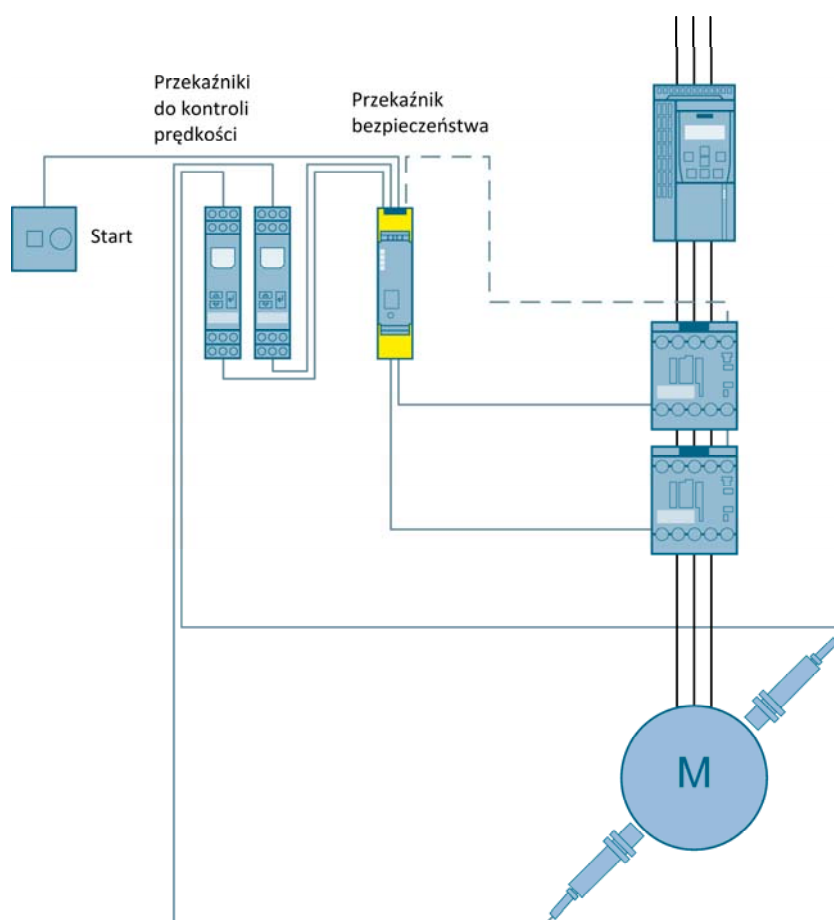 Przekaźniki
do kontroli
prędkości
Przekaźnik
bezpieczeństwa
Start
M